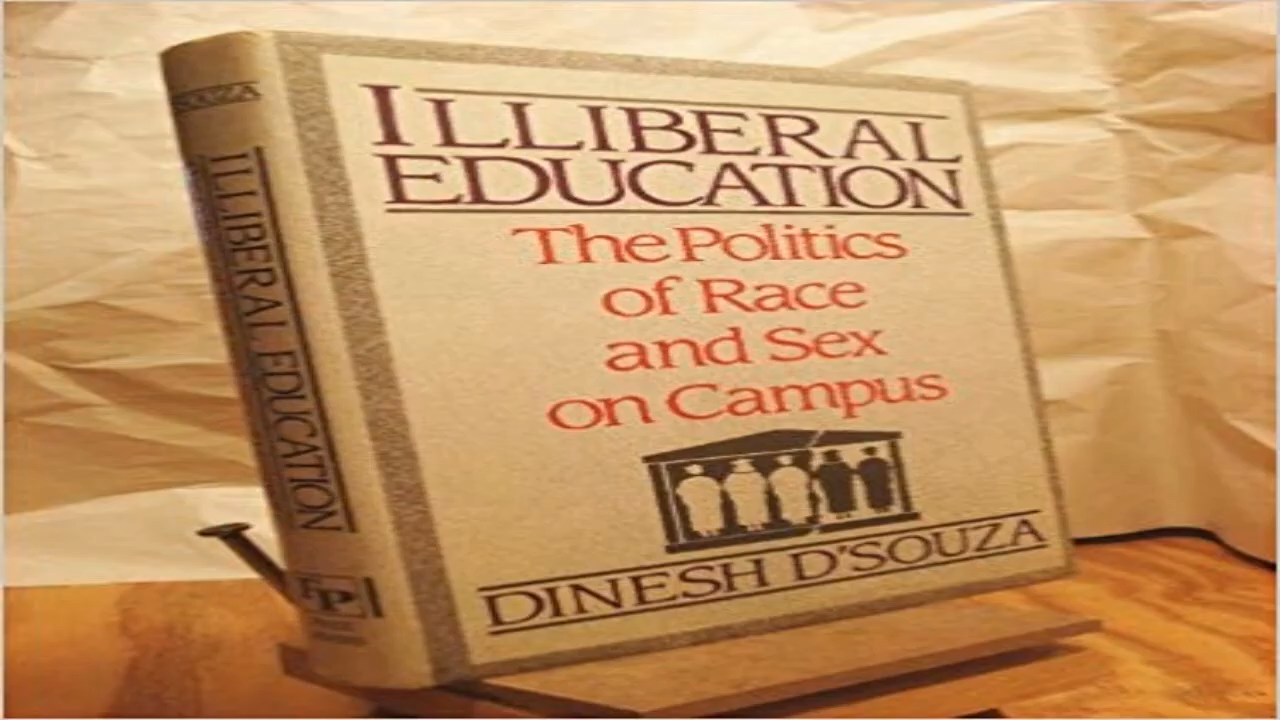 SOUZA
ILLIBERAL EDUCATION
FP
ILLIBERAL
EDUCATION
The Politics
of Race
and Sex
on Campus
DINESH D'SOUZA